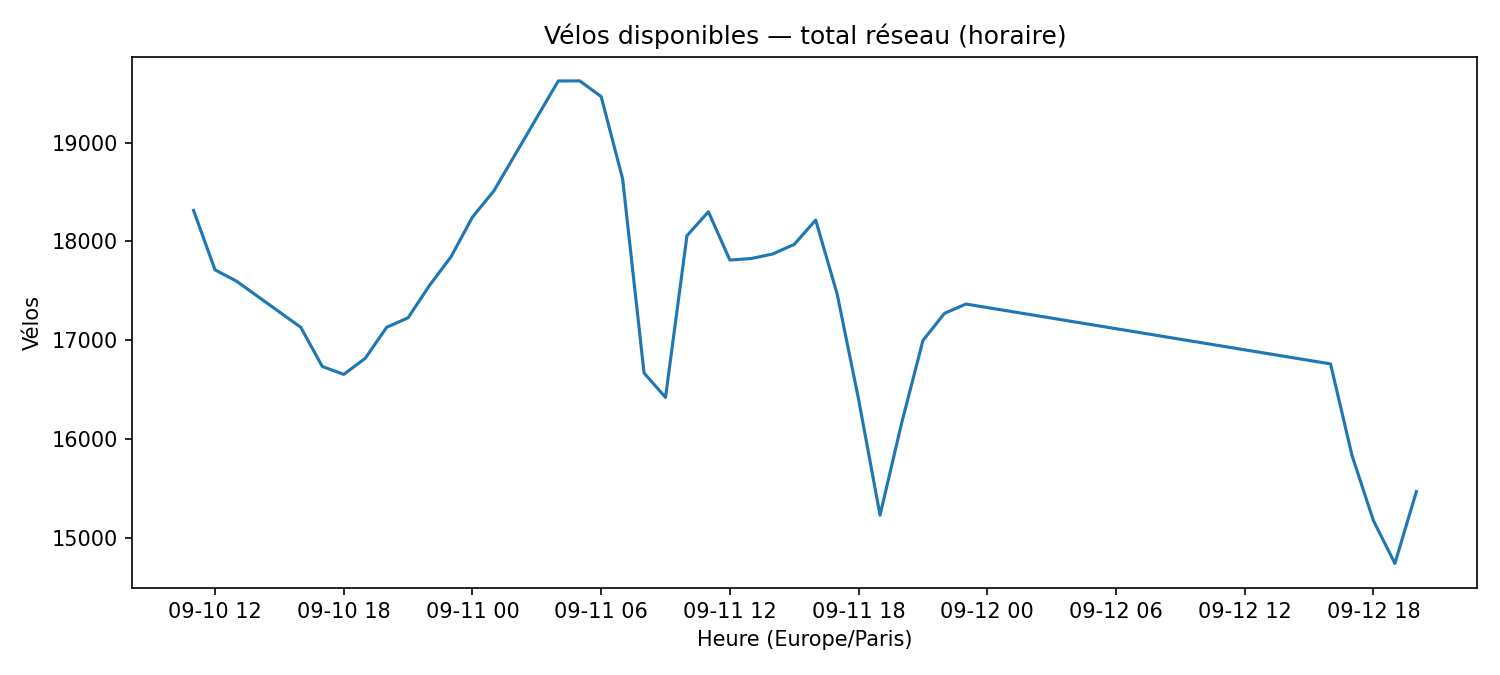 Vélos disponibles — total réseau (horaire)
Vélos
19000
18000
17000
16000
15000
09-10 12 09-10 18 09-11 00 09-11 06 09-11 12 09-11 18 09-12 00 09-12 06 09-12 12 09-12 18
Heure (Europe/Paris)